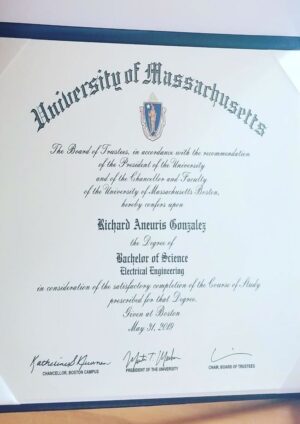 University of Massachusetts
The Board of Trustees, in accordance with the recommendation
of the President of the University
and of the Chancellor and Faculty
of the University of Massachusetts Boston,
hereby confers upon
Richard Aneuris Gonzalez
the Degree of
Bachelor of Science
Electrical Engineering
in consideration of the satisfactory completion of the Course of Study
prescribed for that Degree.
Given at Boston
May 31, 2019
CHANCELLOR, BOSTON CAMPUS
PRESIDENT OF THE UNIVERSITY
CHAIR, BOARD OF TRUSTEES